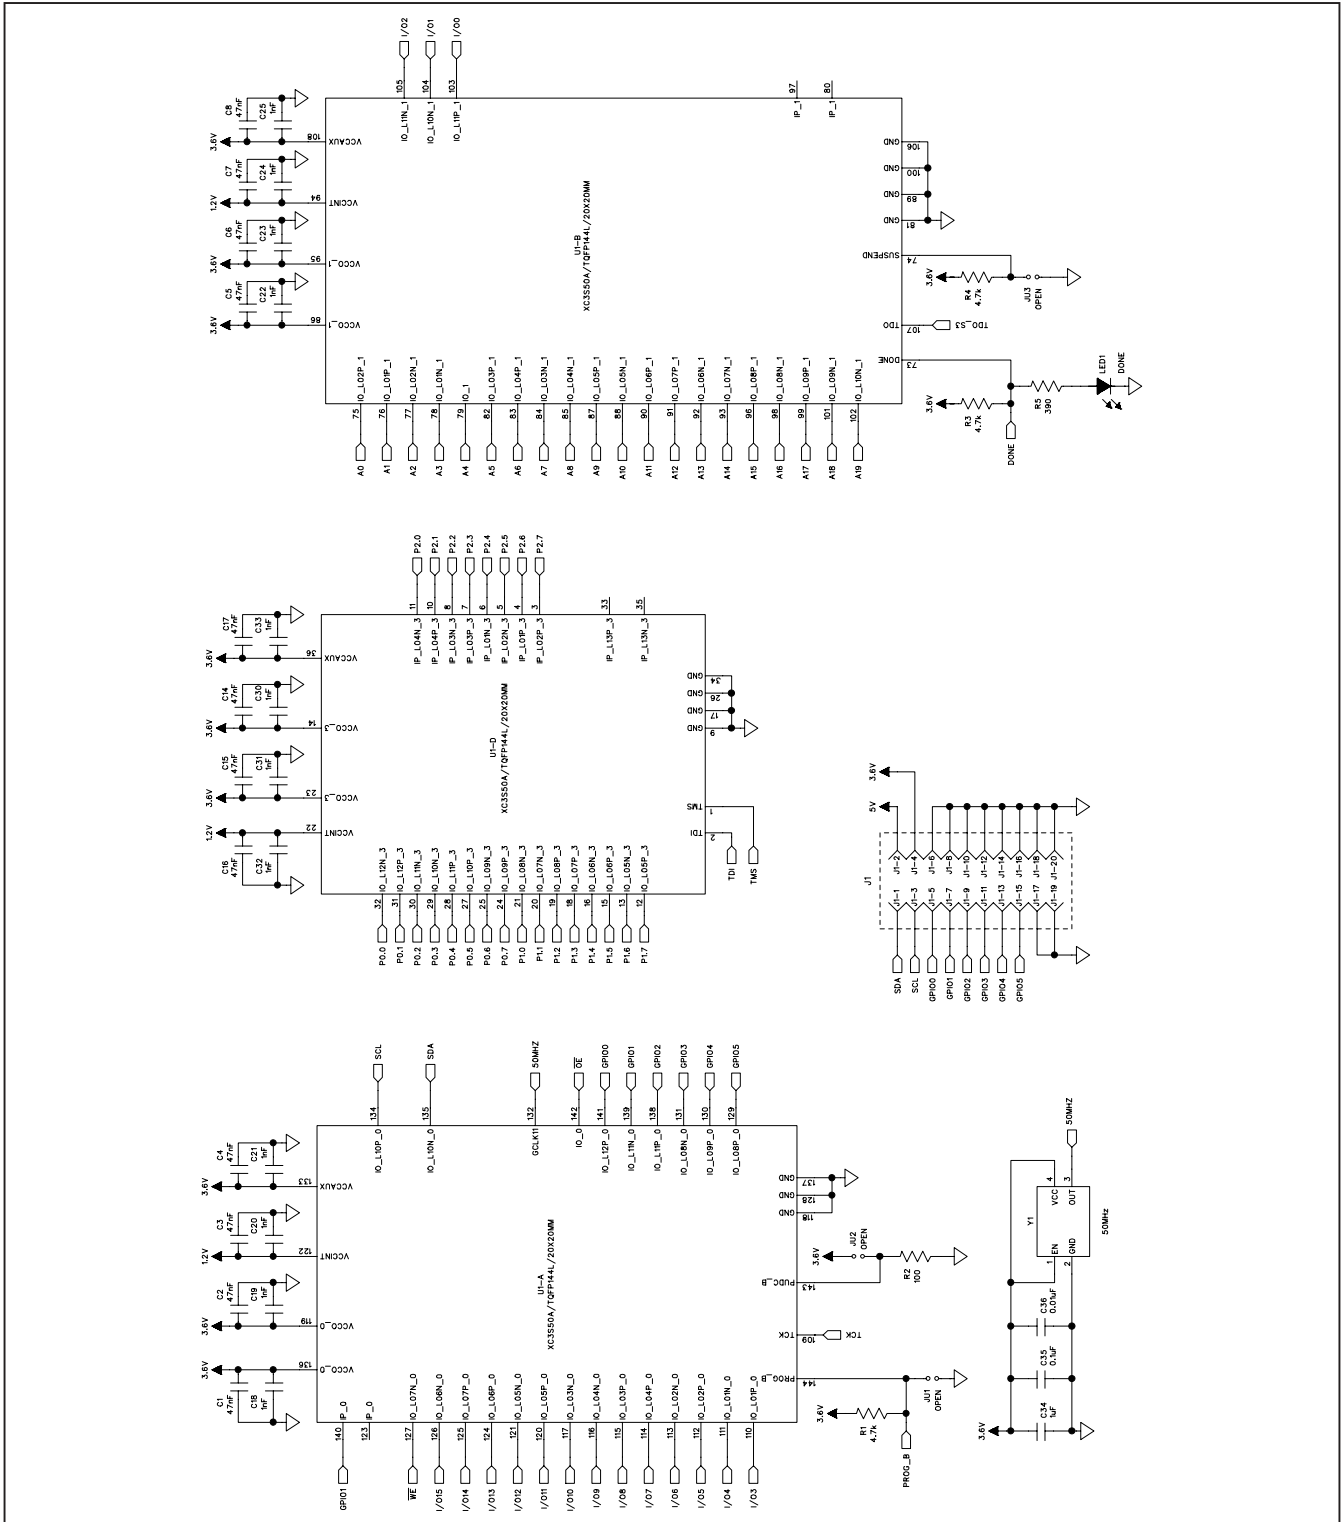 I/O2
I/O1
I/O0
105
104
103
97
80
IO_L11N_1
IO_L10N_1
IO_L11P_1
IP_1
IP_1
C8
47nF
C25
1nF
3.6V
108
VCCAUX
C7
47nF
C24
1nF
1.2V
94
VCCINT
C6
47nF
C23
1nF
3.6V
95
VCCO_1
C5
47nF
C22
1nF
3.6V
86
VCCO_1
U1-B
XC3S50A/TQFP144L/20X20MM
GND
106
GND
100
GND
89
GND
81
SUSPEND
74
3.6V
R4
4.7k
JU3
OPEN
TDO
107
TDO_S3
DONE
73
3.6V
R3
4.7k
DONE
R5
390
LED1
DONE
IO_L02P_1
IO_L01P_1
IO_L02N_1
IO_L01N_1
IO_1
IO_L03P_1
IO_L04P_1
IO_L03N_1
IO_L04N_1
IO_L05P_1
IO_L05N_1
IO_L06P_1
IO_L07P_1
IO_L06N_1
IO_L07N_1
IO_L08P_1
IO_L08N_1
IO_L09P_1
IO_L09N_1
IO_L10N_1
75
76
77
78
79
82
83
84
85
87
88
90
91
92
93
96
98
99
101
102
A0
A1
A2
A3
A4
A5
A6
A7
A8
A9
A10
A11
A12
A13
A14
A15
A16
A17
A18
A19
P2.0
P2.1
P2.2
P2.3
P2.4
P2.5
P2.6
P2.7
11
10
8
7
6
5
4
3
33
35
IP_L04N_3
IP_L04P_3
IP_L03N_3
IP_L03P_3
IP_L01N_3
IP_L02N_3
IP_L01P_3
IP_L02P_3
IP_L13P_3
IP_L13N_3
C17
47nF
C33
1nF
3.6V
36
VCCAUX
C14
47nF
C30
1nF
3.6V
14
VCCO_3
C15
47nF
C31
1nF
3.6V
23
VCCO_3
1.2V
22
VCCINT
C16
47nF
C32
1nF
U1-D
XC3S50A/TQFP144L/20X20MM
GND
34
GND
26
GND
17
GND
9
TMS
1
TDI
2
TDI
TMS
IO_L12N_3
IO_L12P_3
IO_L11N_3
IO_L10N_3
IO_L11P_3
IO_L10P_3
IO_L09N_3
IO_L09P_3
IO_L08N_3
IO_L07N_3
IO_L08P_3
IO_L07P_3
IO_L06N_3
IO_L06P_3
IO_L05N_3
IO_L05P_3
32
31
30
29
28
27
25
24
21
20
19
18
16
15
13
12
P0.0
P0.1
P0.2
P0.3
P0.4
P0.5
P0.6
P0.7
P1.0
P1.1
P1.2
P1.3
P1.4
P1.5
P1.6
P1.7
3.6V
5V
J1
J1-2
J1-4
J1-6
J1-8
J1-10
J1-12
J1-14
J1-16
J1-18
J1-20
J1-1
J1-3
J1-5
J1-7
J1-9
J1-11
J1-13
J1-15
J1-17
J1-19
SDA
SCL
GPIO0
GPIO1
GPIO2
GPIO3
GPIO4
GPIO5
SCL
SDA
50MHZ
OE
GPIO0
GPIO1
GPIO2
GPIO3
GPIO4
GPIO5
134
135
132
142
141
139
138
131
130
129
IO_L10P_0
IO_L10N_0
GCLK11
IO_0
IO_L12P_0
IO_L11N_0
IO_L11P_0
IO_L08N_0
IO_L09P_0
IO_L08P_0
C4
47nF
C21
1nF
3.6V
133
VCCAUX
C3
47nF
C20
1nF
1.2V
122
VCCINT
C2
47nF
C19
1nF
3.6V
119
VCCO_0
3.6V
136
VCCO_0
C1
47nF
C18
1nF
U1-A
XC3S50A/TQFP144L/20X20MM
GND
137
GND
128
GND
118
PUDC_B
143
3.6V
JU2
OPEN
R2
100
TCK
109
TCK
PROG_B
144
3.6V
R1
4.7k
PROG_B
JU1
OPEN
IP_0
IP_0
IO_L07N_0
IO_L06N_0
IO_L07P_0
IO_L06P_0
IO_L05N_0
IO_L05P_0
IO_L03N_0
IO_L04N_0
IO_L03P_0
IO_L04P_0
IO_L02N_0
IO_L02P_0
IO_L01N_0
IO_L01P_0
140
123
127
126
125
124
121
120
117
116
115
114
113
112
111
110
GPIO1
WE
I/O15
I/O14
I/O13
I/O12
I/O11
I/O10
I/O9
I/O8
I/O7
I/O6
I/O5
I/O4
I/O3
50MHZ
4
3
VCC
OUT
Y1
50MHz
EN
GND
1
2
C36
0.01uF
C35
0.1uF
C34
1uF
3.6V